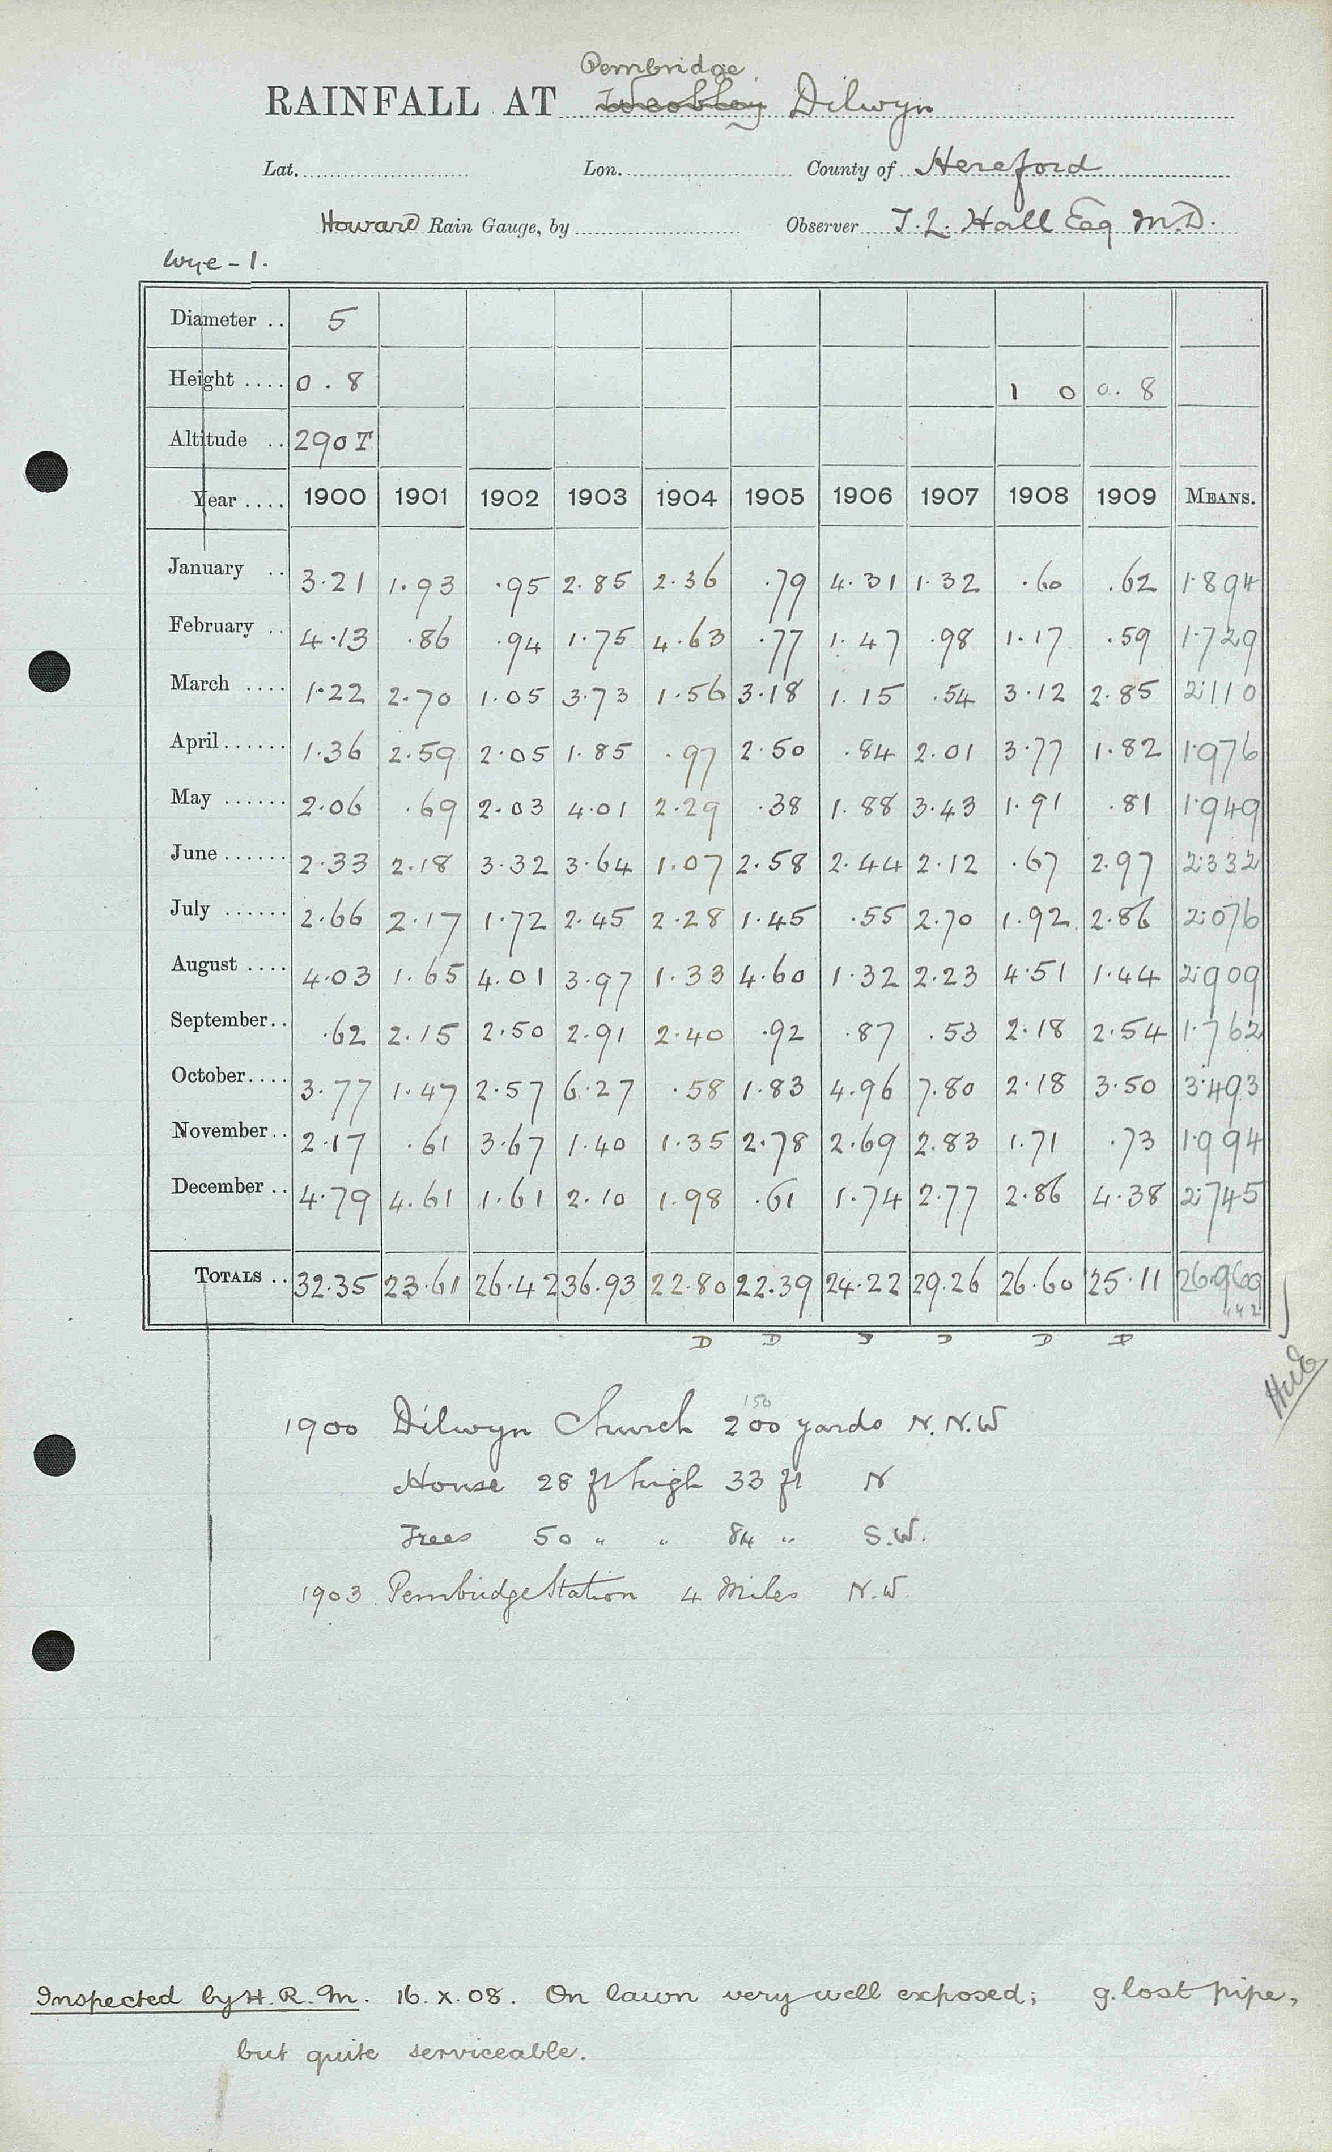 Pembridge
RAINFALL AT Weobley Dilwyn
Lat. Lon. County of Hereford
Howard Rain Gauge, by Observer T. L. Hall Esq M.D.
Wye - 1.
Diameter .. 5
Height .... 0 . 8 1 0 0 . 8
Altitude .. 290 T
Year .... 1900 1901 1902 1903 1904 1905 1906 1907 1908 1909 MEANS.
January .. 3.21 1.93 .95 2.85 2.36 .79 4.31 1.32 .60 .62 1.894
February .. 4.13 .86 .94 1.75 4.63 .77 1.47 .98 1.17 .59 1.729
March .... 1.22 2.70 1.05 3.73 1.56 3.18 1.15 .54 3.12 2.85 2.110
April ...... 1.36 2.59 2.05 1.85 .97 2.50 .84 2.01 3.77 1.82 1.976
May ...... 2.06 .69 2.03 4.01 2.29 .38 1.88 3.43 1.91 .81 1.949
June ...... 2.33 2.18 3.32 3.64 1.07 2.58 2.44 2.12 .67 2.97 2.332
July ...... 2.66 2.17 1.72 2.45 2.28 1.45 .55 2.70 1.92 2.86 2.076
August .... 4.03 1.65 4.01 3.97 1.33 4.60 1.32 2.23 4.51 1.44 2.909
September .. .62 2.15 2.50 2.91 2.40 .92 .87 .53 2.18 2.54 1.762
October .... 3.77 1.47 2.57 6.27 .58 1.83 4.96 7.80 2.18 3.50 3.493
November .. 2.17 .61 3.67 1.40 1.35 2.78 2.69 2.83 1.71 .73 1.994
December .. 4.79 4.61 1.61 2.10 1.98 .61 1.74 2.77 2.86 4.38 2.745
TOTALS .. 32.35 23.61 26.42 36.93 22.80 22.39 24.22 29.26 26.60 25.11 26.969
D D D D D D
150
1900 Dilwyn Church 200 yards N.N.W
House 28 ft high 33 ft N
Trees 50 " " 84 " S.W.
1903 Pembridge Station 4 Miles N.W.
Inspected by H.R.M. 16.X.08. On lawn very well exposed; g. lost pipe,
but quite serviceable.